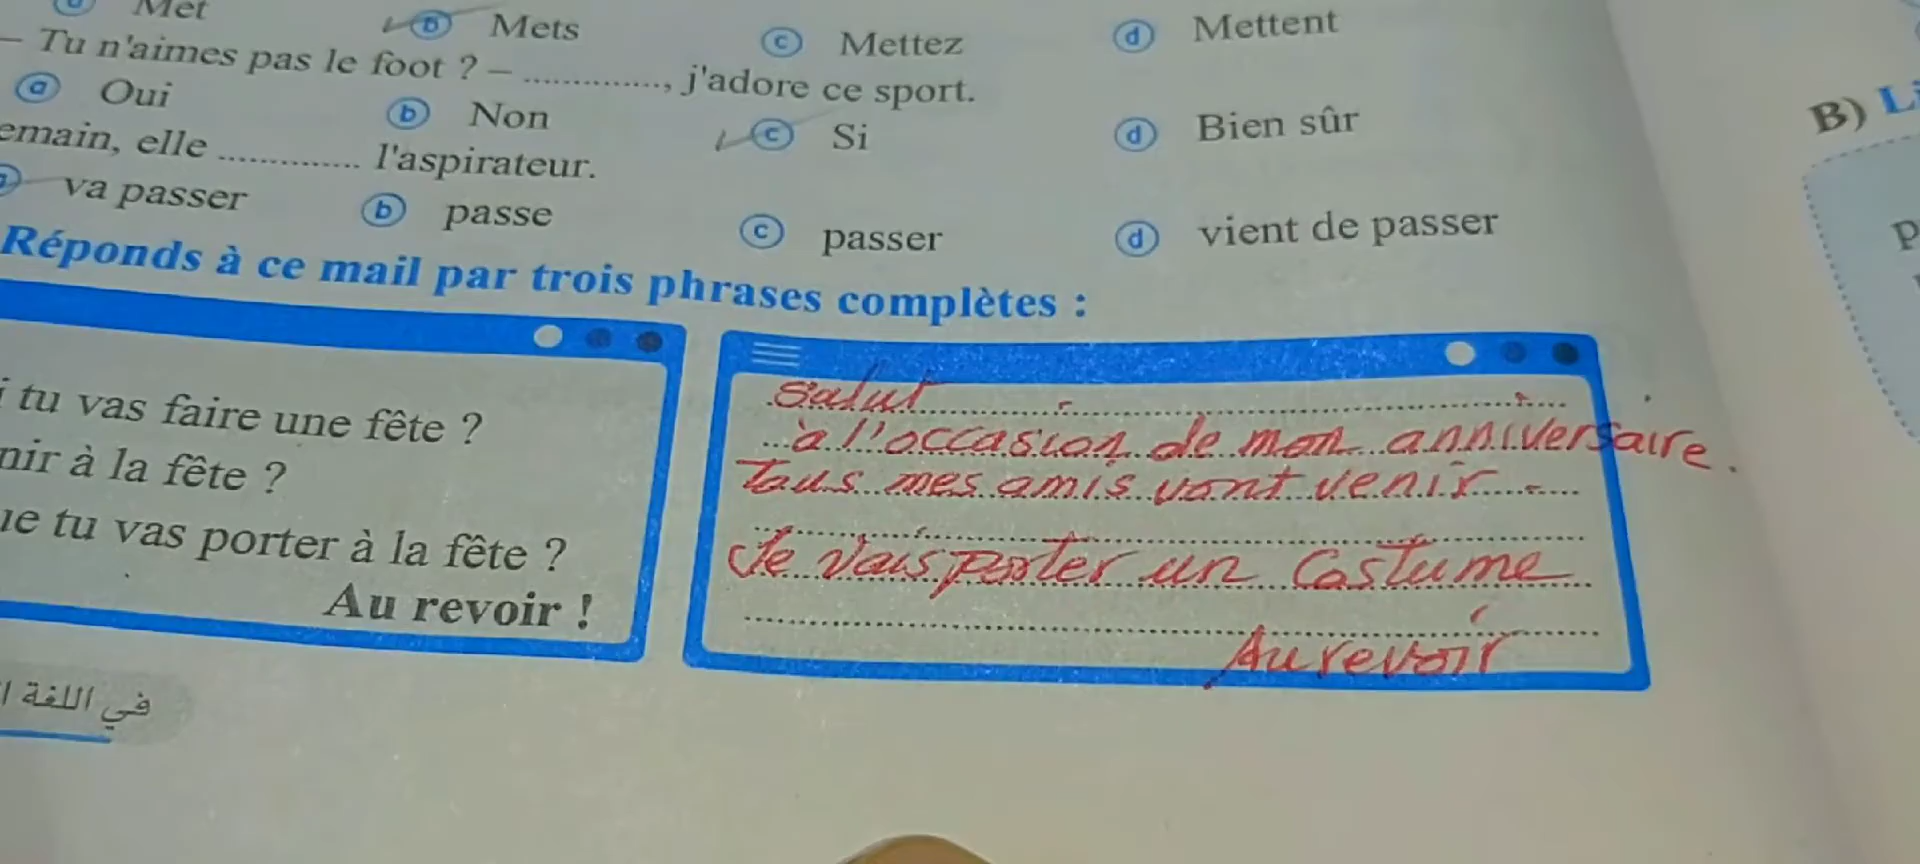 Met
b Mets
c Mettez
d Mettent
– Tu n'aimes pas le foot ? – .............., j'adore ce sport.
a Oui
b Non
c Si
d Bien sûr
emain, elle .............. l'aspirateur.
va passer
b passe
c passer
d vient de passer
Réponds à ce mail par trois phrases complètes :
i tu vas faire une fête ?
nir à la fête ?
ue tu vas porter à la fête ?
Au revoir !
salut
à l'occasion de mon anniversaire.
Tous mes amis vont venir.
Je vais porter un costume
Au revoir
في اللغة ا
B) Li
p